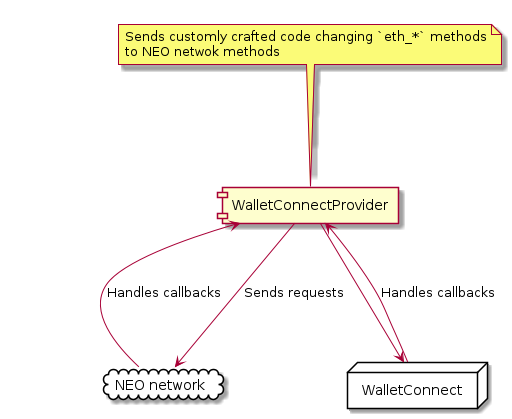 Sends customly crafted code changing `eth_*` methods
to NEO netwok methods
WalletConnectProvider
Handles callbacks
Sends requests
Handles callbacks
NEO network
WalletConnect